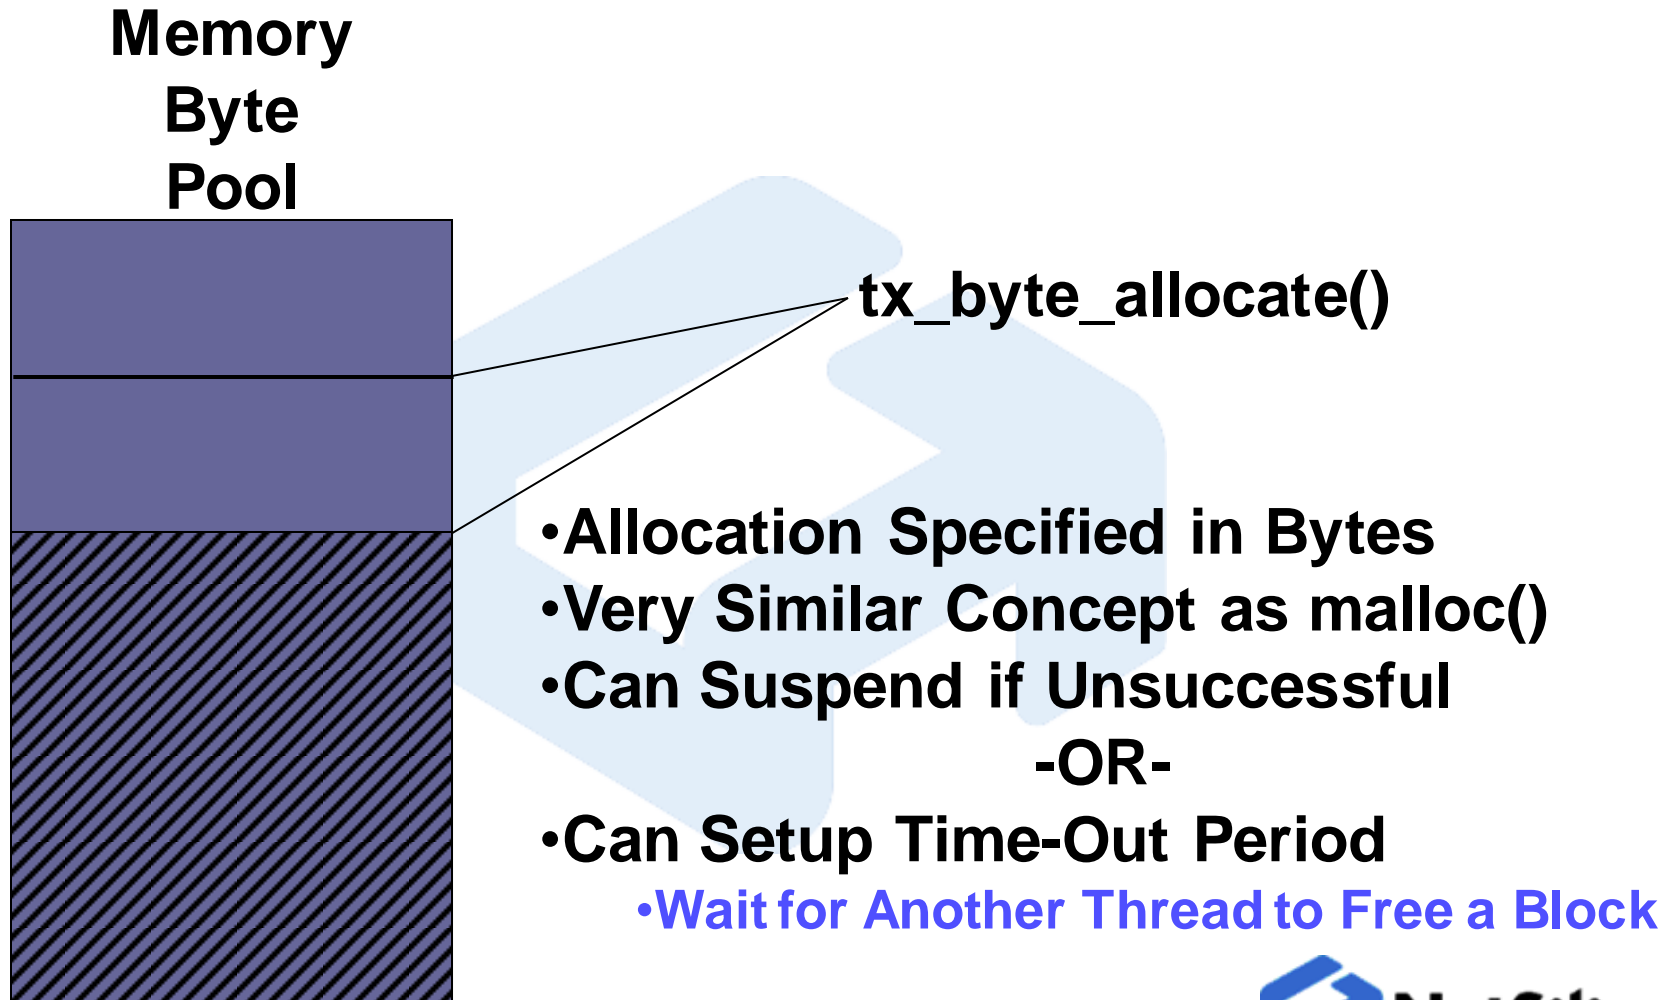 Memory
Byte
Pool
tx_byte_allocate()
•Allocation Specified in Bytes
•Very Similar Concept as malloc()
•Can Suspend if Unsuccessful
-OR-
•Can Setup Time-Out Period
•Wait for Another Thread to Free a Block